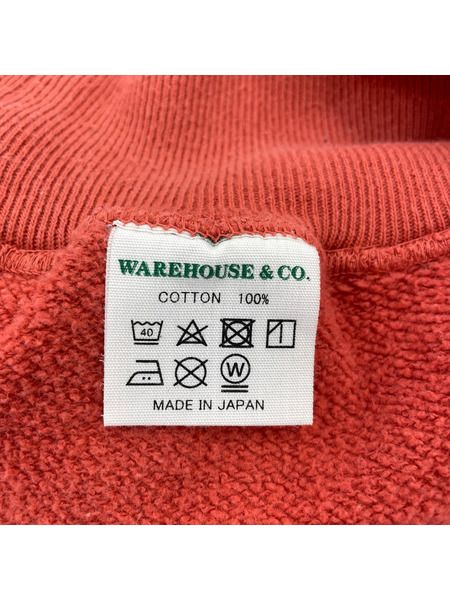 WAREHOUSE & CO.
COTTON 100%
40
W
MADE IN JAPAN